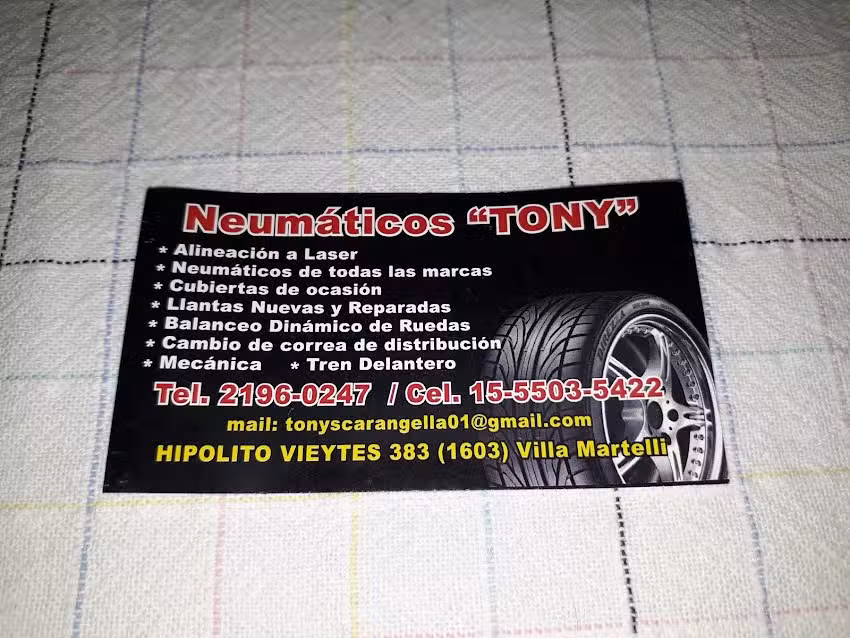 Neumáticos “TONY”
* Alineación a Laser
* Neumáticos de todas las marcas
* Cubiertas de ocasión
* Llantas Nuevas y Reparadas
* Balanceo Dinámico de Ruedas
* Cambio de correa de distribución
* Mecánica * Tren Delantero
Tel. 2196-0247 / Cel. 15-5503-5422
mail: tonyscarangella01@gmail.com
HIPOLITO VIEYTES 383 (1603) Villa Martelli